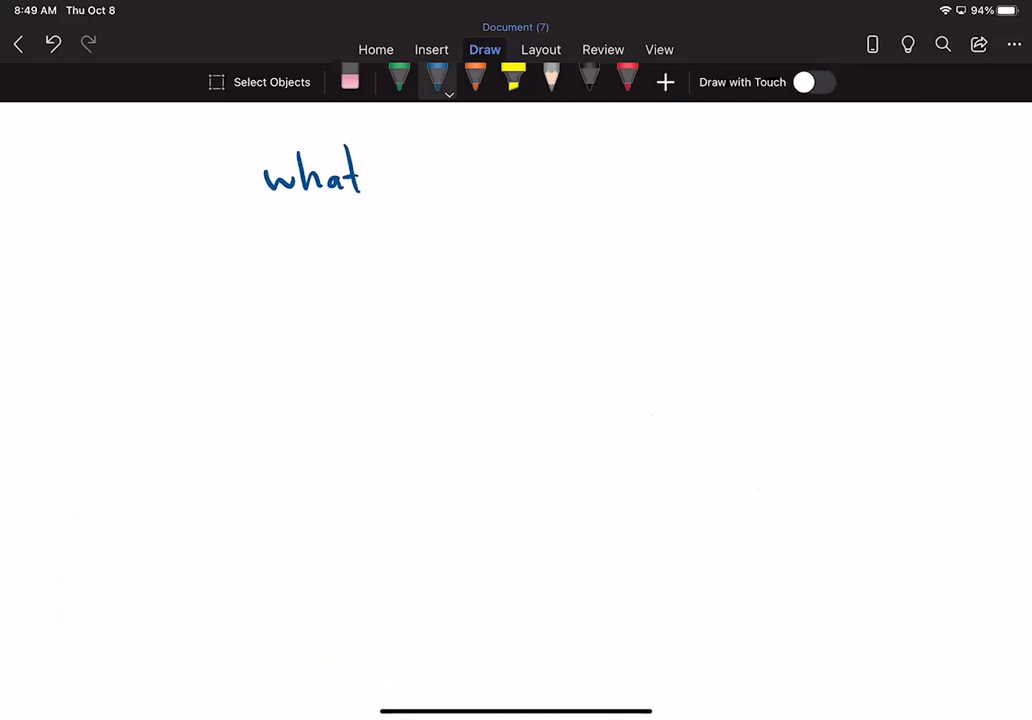 8:49 AM Thu Oct 8 94%
Document (7)
Home Insert Draw Layout Review View
Select Objects Draw with Touch
what